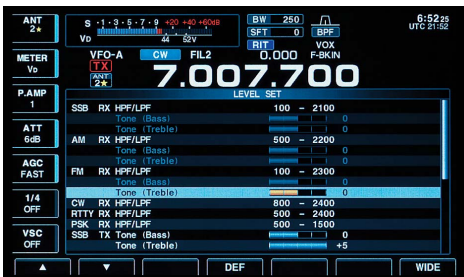 ANT
2★
METER
VD
P.AMP
1
ATT
6dB
AGC
FAST
1/4
OFF
VSC
OFF
S 1 3 5 7 9 +20 +40 +60dB
VD 44 52V
BW 250
SFT 0
BPF
RIT 0.000
VOX
F-BKIN
6:52 25
UTC 21:52
VFO-A CW FIL2
TX
ANT
2★
7.007.700
LEVEL SET
SSB RX HPF/LPF 100 – 2100
Tone (Bass) 0
Tone (Treble) 0
AM RX HPF/LPF 500 – 2200
Tone (Bass) 0
Tone (Treble) 0
FM RX HPF/LPF 100 – 2300
Tone (Bass) 0
Tone (Treble) 0
CW RX HPF/LPF 800 – 2400
RTTY RX HPF/LPF 500 – 2400
PSK RX HPF/LPF 500 – 1500
SSB TX Tone (Bass) 0
Tone (Treble) +5
▲ ▼ DEF WIDE